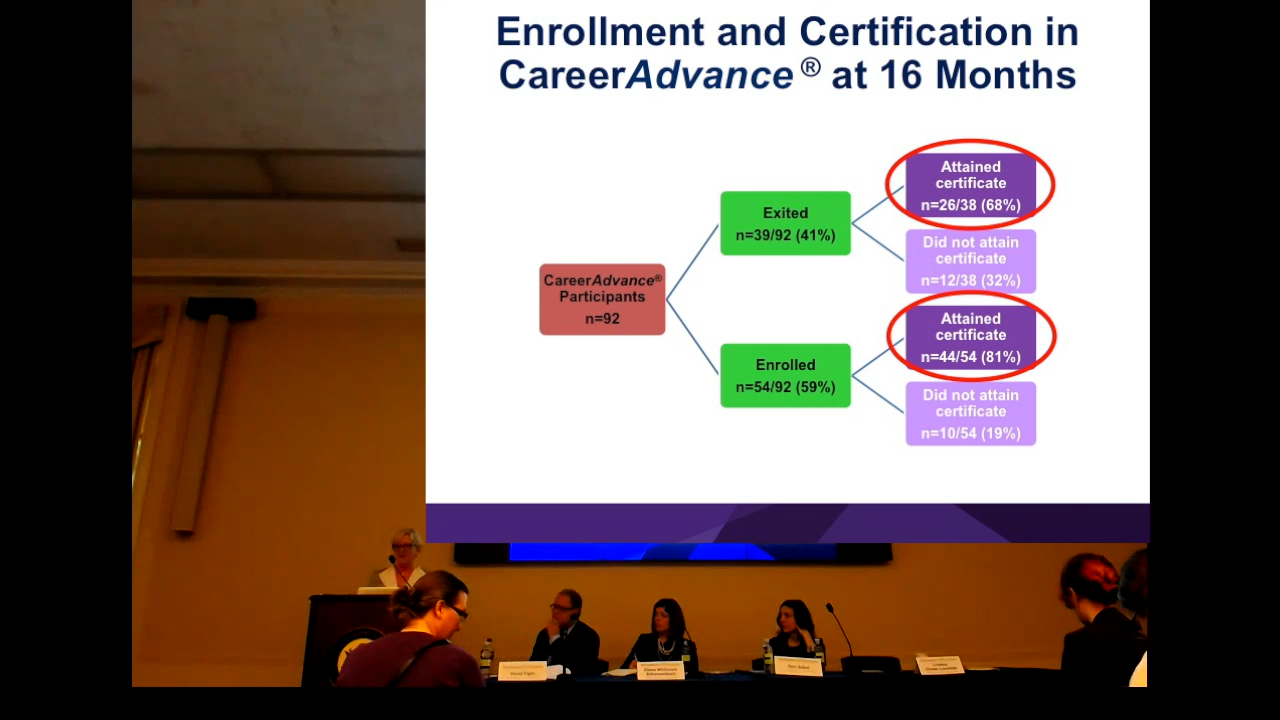 Enrollment and Certification in
CareerAdvance ® at 16 Months
CareerAdvance®
Participants
n=92
Exited
n=39/92 (41%)
Enrolled
n=54/92 (59%)
Attained
certificate
n=26/38 (68%)
Did not attain
certificate
n=12/38 (32%)
Attained
certificate
n=44/54 (81%)
Did not attain
certificate
n=10/54 (19%)